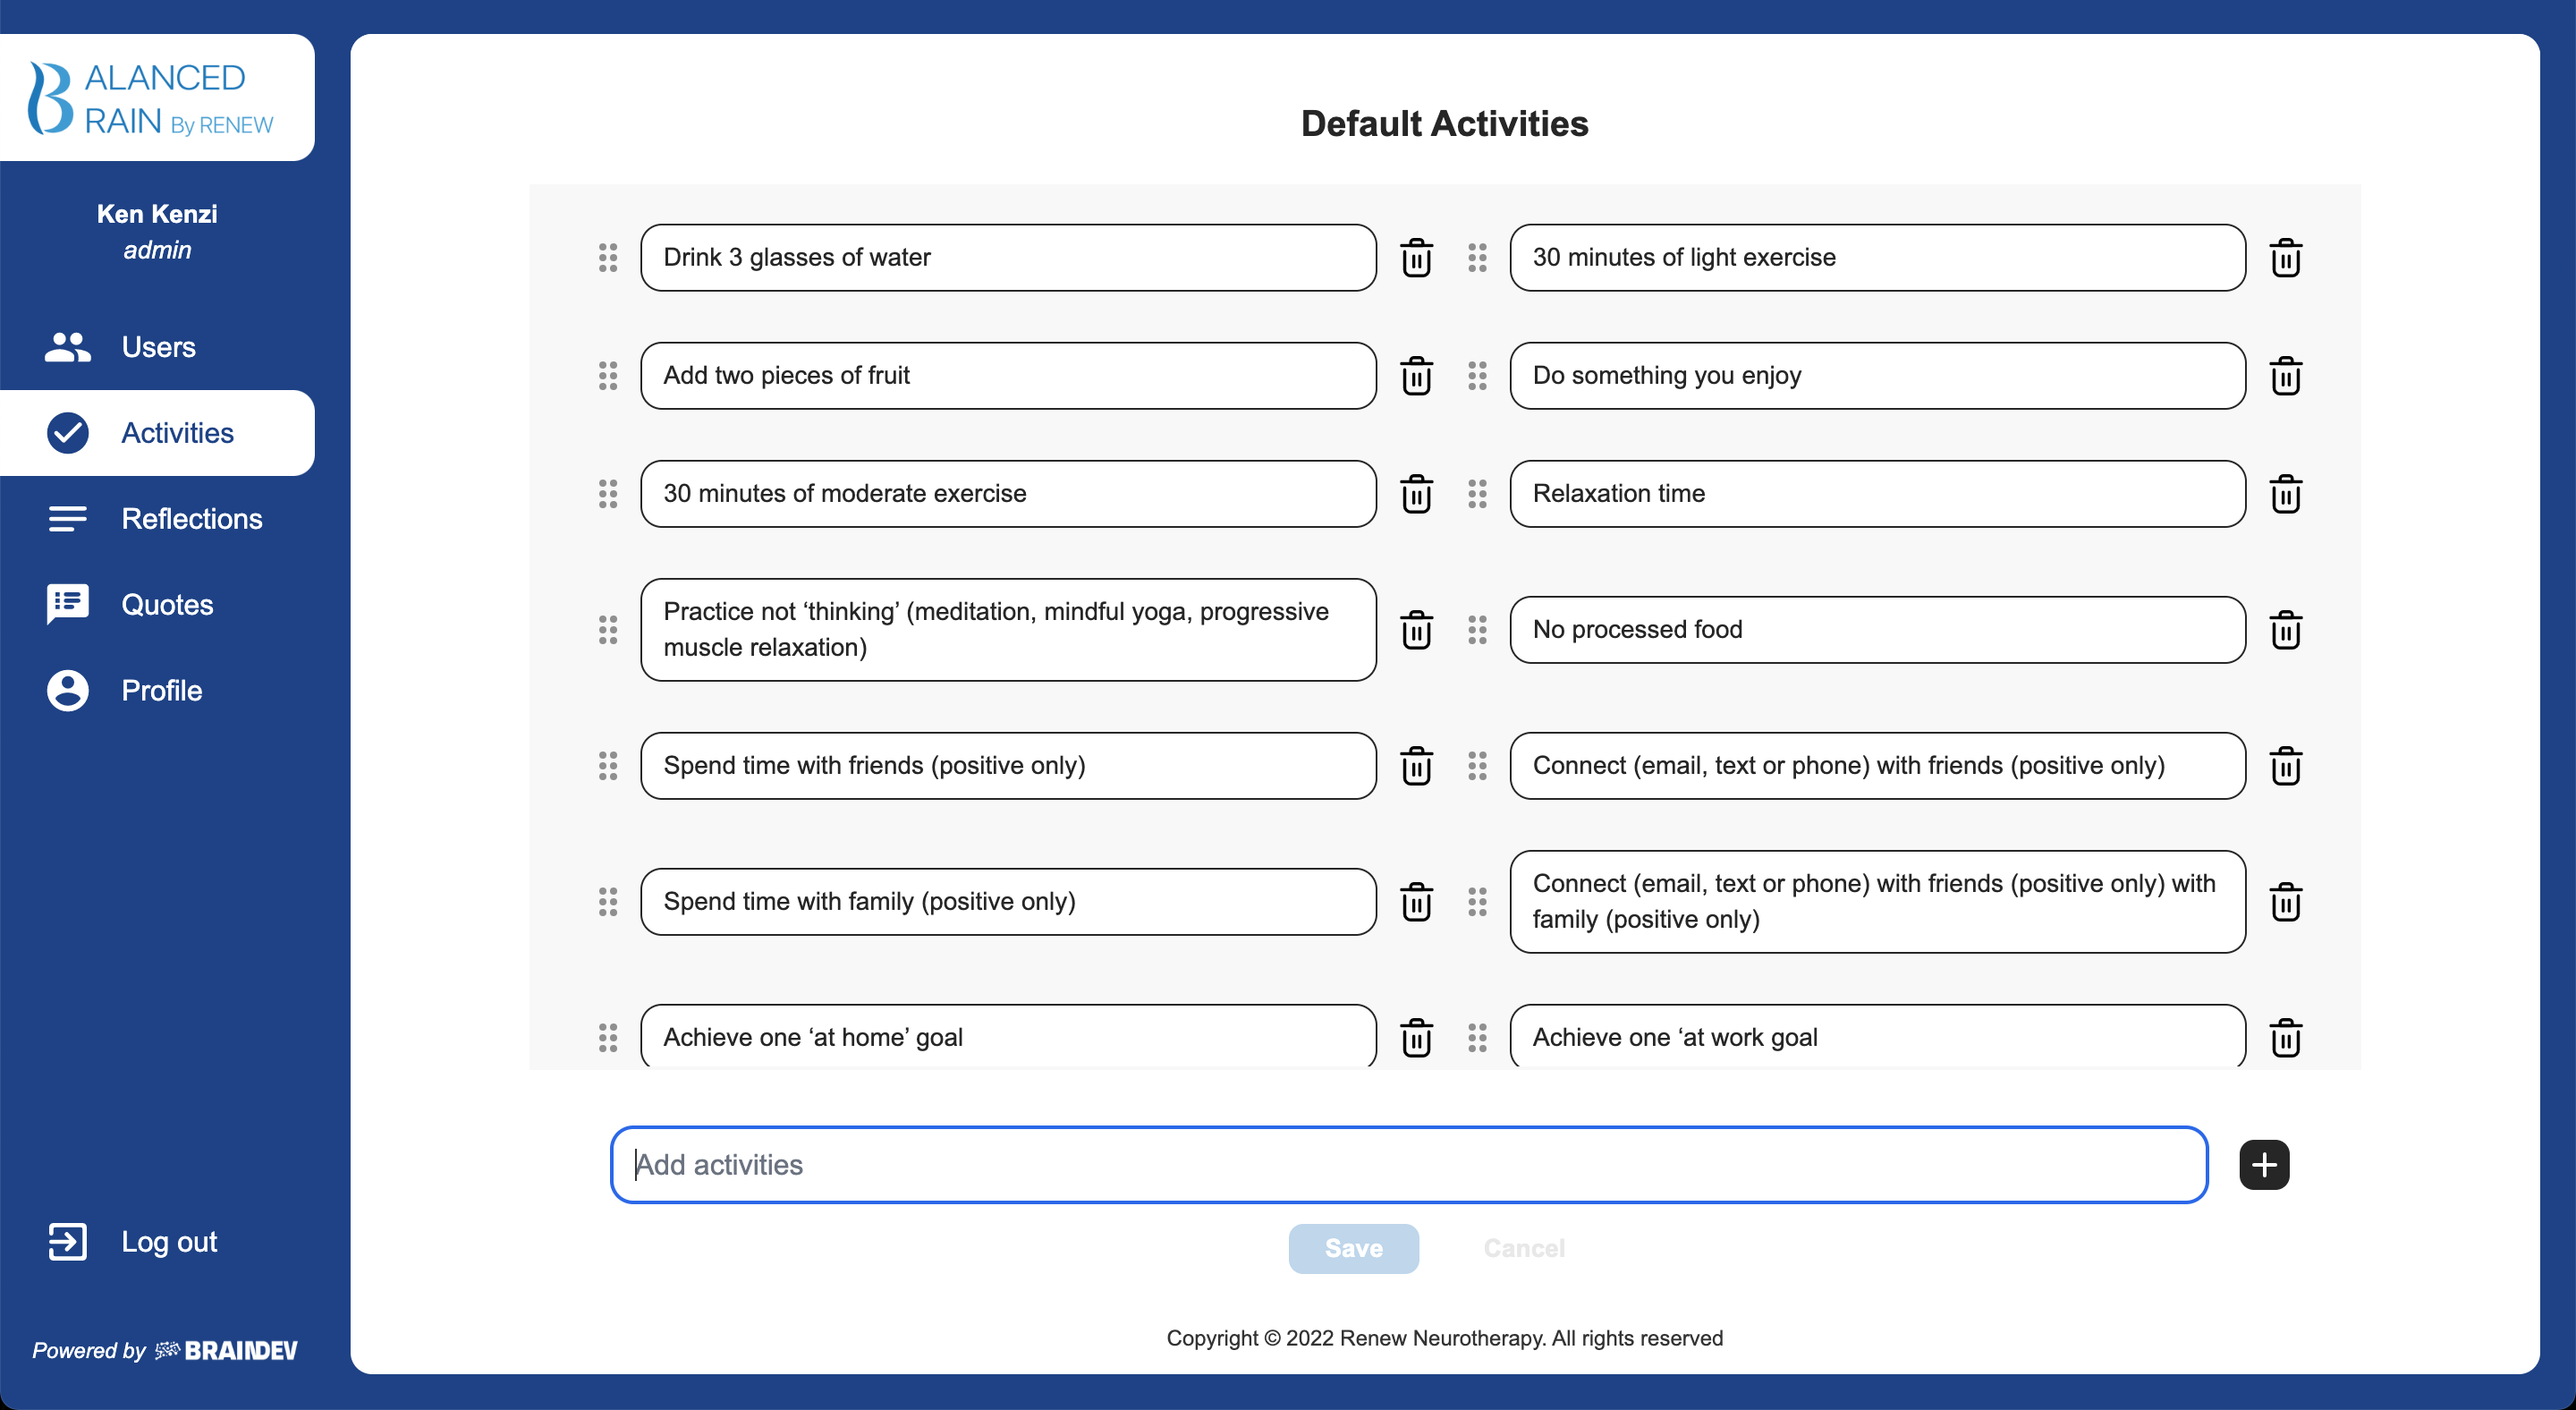 BALANCED
BRAIN By RENEW
Ken Kenzi
admin
Users
Activities
Reflections
Quotes
Profile
Log out
Powered by BRAINDEV
Default Activities
Drink 3 glasses of water
30 minutes of light exercise
Add two pieces of fruit
Do something you enjoy
30 minutes of moderate exercise
Relaxation time
Practice not ‘thinking’ (meditation, mindful yoga, progressive
muscle relaxation)
No processed food
Spend time with friends (positive only)
Connect (email, text or phone) with friends (positive only)
Spend time with family (positive only)
Connect (email, text or phone) with friends (positive only) with
family (positive only)
Achieve one ‘at home’ goal
Achieve one ‘at work goal
Add activities
Save
Cancel
Copyright © 2022 Renew Neurotherapy. All rights reserved